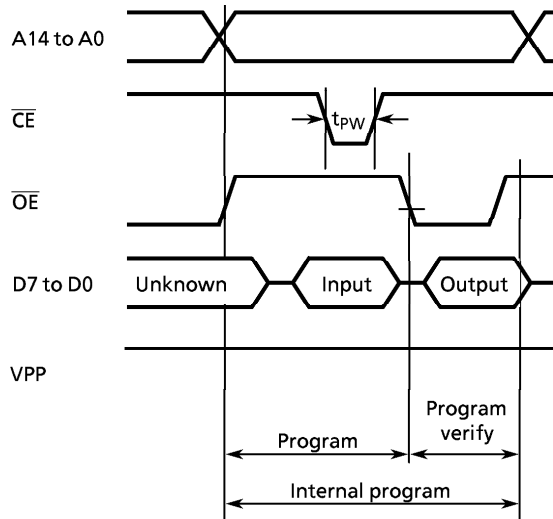 A14 to A0
CE
tPW
OE
D7 to D0
Unknown
Input
Output
VPP
Program
Program
verify
Internal program